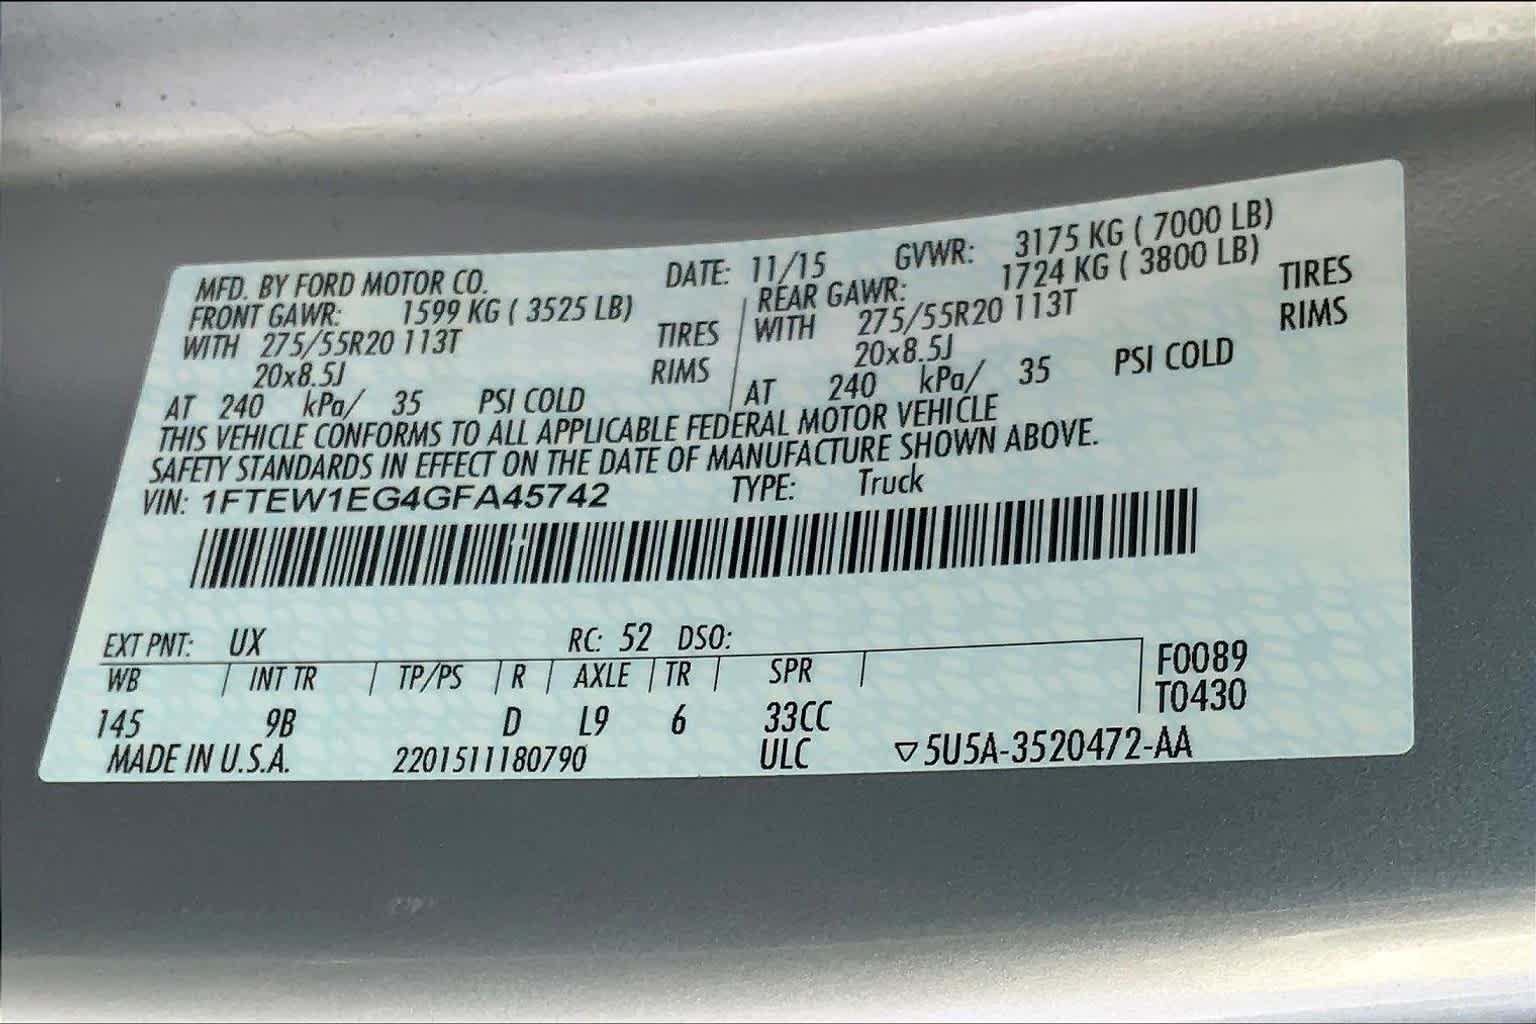 MFD. BY FORD MOTOR CO. DATE: 11/15 GVWR: 3175 KG ( 7000 LB)
FRONT GAWR: 1599 KG ( 3525 LB) REAR GAWR: 1724 KG ( 3800 LB)
WITH 275/55R20 113T TIRES WITH 275/55R20 113T TIRES
20x8.5J RIMS 20x8.5J RIMS
AT 240 kPa/ 35 PSI COLD AT 240 kPa/ 35 PSI COLD
THIS VEHICLE CONFORMS TO ALL APPLICABLE FEDERAL MOTOR VEHICLE
SAFETY STANDARDS IN EFFECT ON THE DATE OF MANUFACTURE SHOWN ABOVE.
VIN: 1FTEW1EG4GFA45742 TYPE: Truck
EXT PNT: UX RC: 52 DSO:
WB INT TR TP/PS R AXLE TR SPR F0089
T0430
145 9B D L9 6 33CC
MADE IN U.S.A. 2201511180790 ULC ▽5U5A-3520472-AA